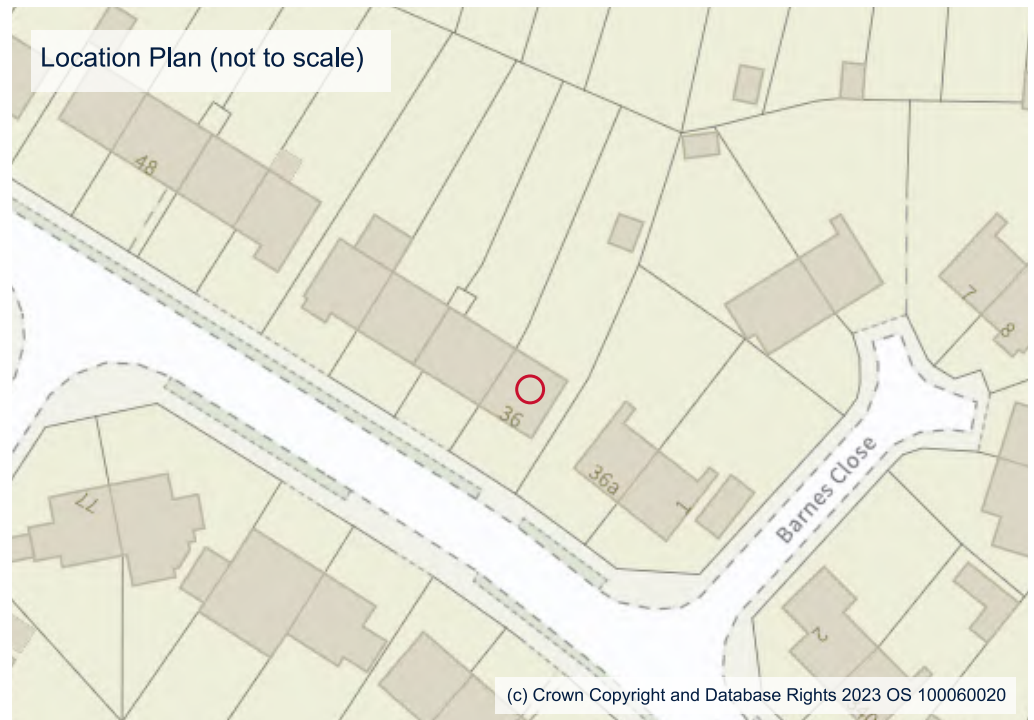 Location Plan (not to scale)
48
36
36a
1
7
8
Barnes Close
77
2
(c) Crown Copyright and Database Rights 2023 OS 100060020